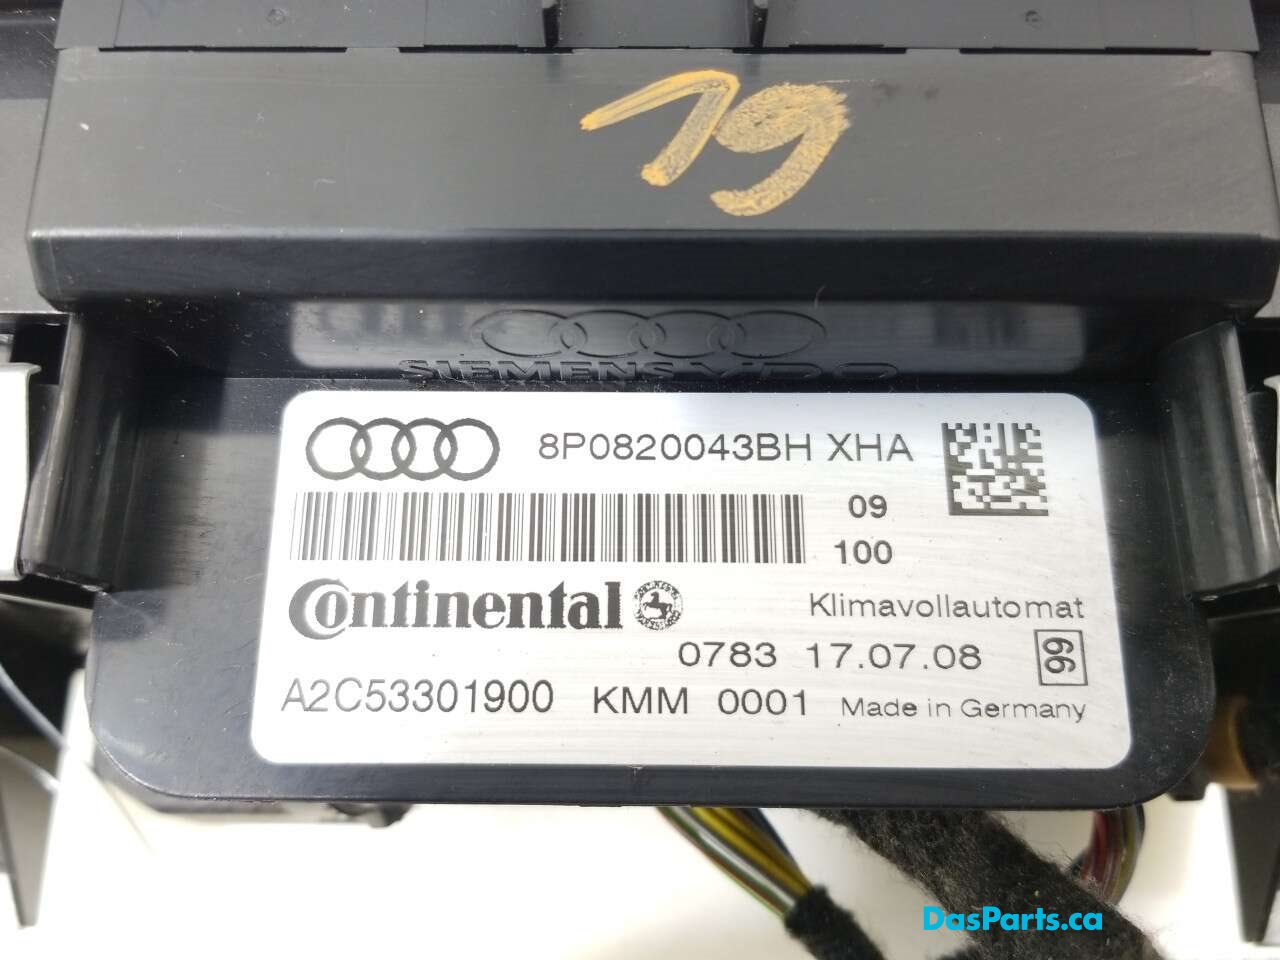 19
SIEMENS VDO
8P0820043BH XHA
09
100
Continental
Klimavollautomat
0783 17.07.08
66
A2C53301900 KMM 0001 Made in Germany
DasParts.ca